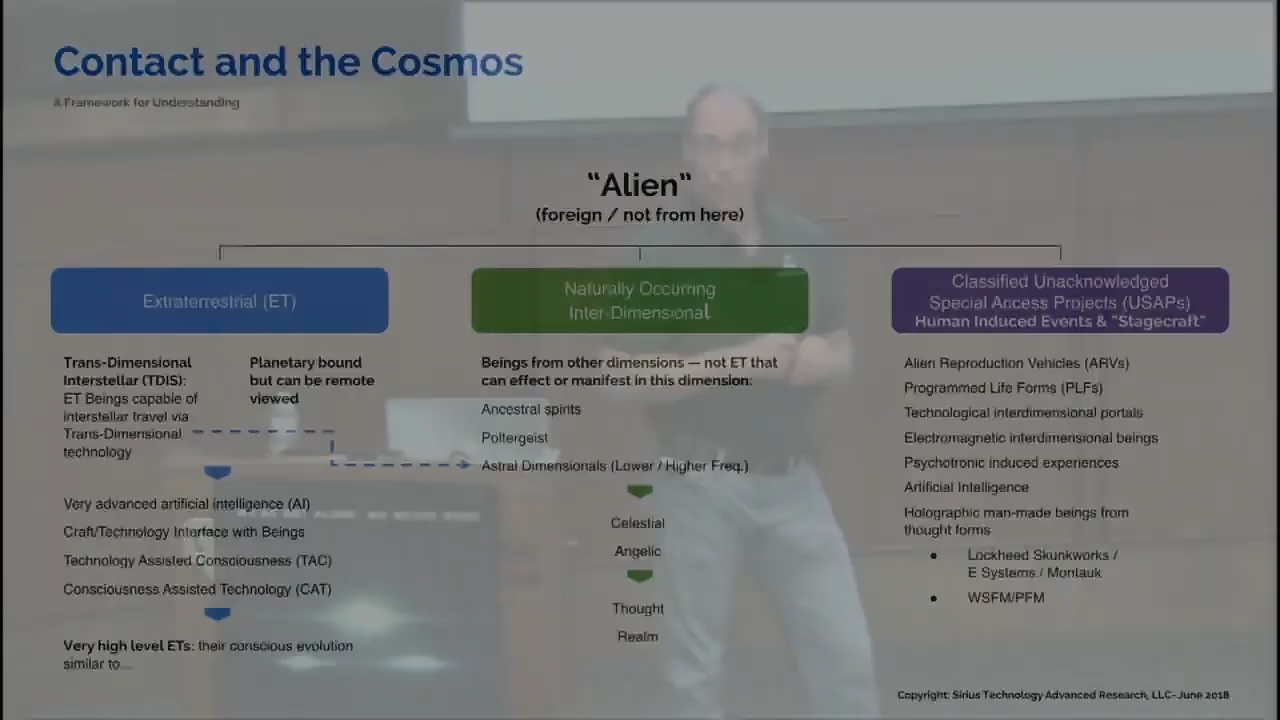 Contact and the Cosmos
A Framework for Understanding
“Alien”
(foreign / not from here)
Extraterrestrial (ET)
Trans-Dimensional
Interstellar (TDIS):
ET Beings capable of
interstellar travel via
Trans-Dimensional
technology
Planetary bound
but can be remote
viewed
Very advanced artificial intelligence (AI)
Craft/Technology Interface with Beings
Technology Assisted Consciousness (TAC)
Consciousness Assisted Technology (CAT)
Very high level ETs: their conscious evolution
similar to...
Naturally Occurring
Inter-Dimensional
Beings from other dimensions — not ET that
can effect or manifest in this dimension:
Ancestral spirits
Poltergeist
Astral Dimensionals (Lower / Higher Freq.)
Celestial
Angelic
Thought
Realm
Classified Unacknowledged
Special Access Projects (USAPs)
Human Induced Events & "Stagecraft"
Alien Reproduction Vehicles (ARVs)
Programmed Life Forms (PLFs)
Technological interdimensional portals
Electromagnetic interdimensional beings
Psychotronic induced experiences
Artificial Intelligence
Holographic man-made beings from
thought forms
● Lockheed Skunkworks /
E Systems / Montauk
● WSFM/PFM
Copyright: Sirius Technology Advanced Research, LLC- June 2018